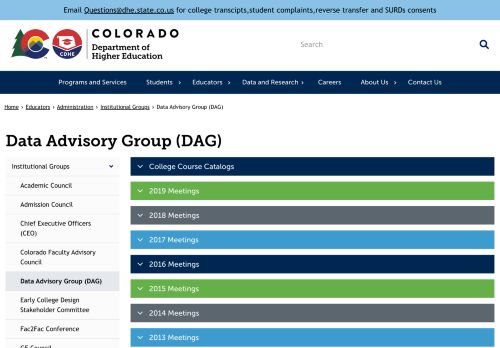 Email Questions@dhe.state.co.us for college transcipts,student complaints,reverse transfer and SURDs consents
COLORADO
Department of
Higher Education
CDHE
Search
Programs and Services Students Educators Data and Research Careers About Us Contact Us
Home › Educators › Administration › Institutional Groups › Data Advisory Group (DAG)
Data Advisory Group (DAG)
Institutional Groups
Academic Council
Admission Council
Chief Executive Officers
(CEO)
Colorado Faculty Advisory
Council
Data Advisory Group (DAG)
Early College Design
Stakeholder Committee
Fac2Fac Conference
GE Council
College Course Catalogs
2019 Meetings
2018 Meetings
2017 Meetings
2016 Meetings
2015 Meetings
2014 Meetings
2013 Meetings